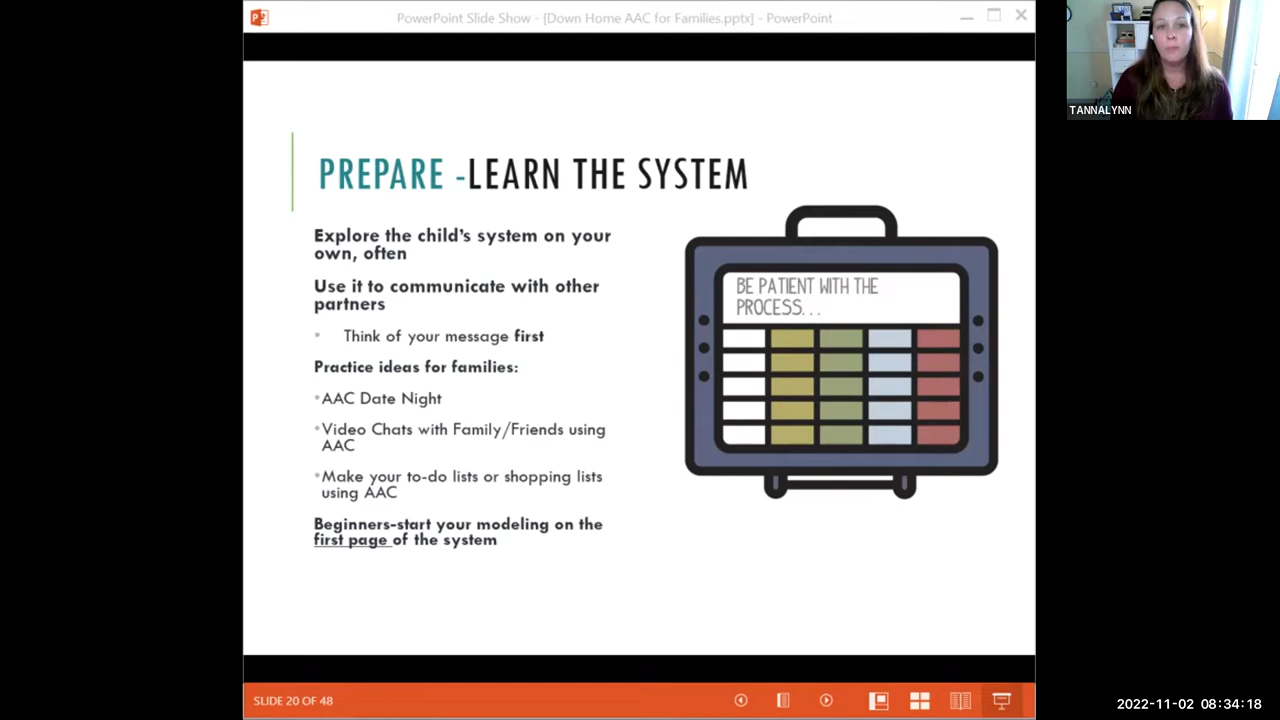 PowerPoint Slide Show - [Down Home AAC for Families.pptx] - PowerPoint
TANNALYNN
PREPARE -LEARN THE SYSTEM
Explore the child's system on your
own, often
Use it to communicate with other
partners
• Think of your message first
Practice ideas for families:
•AAC Date Night
•Video Chats with Family/Friends using
AAC
•Make your to-do lists or shopping lists
using AAC
Beginners-start your modeling on the
first page of the system
BE PATIENT WITH THE
PROCESS...
SLIDE 20 OF 48
2022-11-02 08:34:18